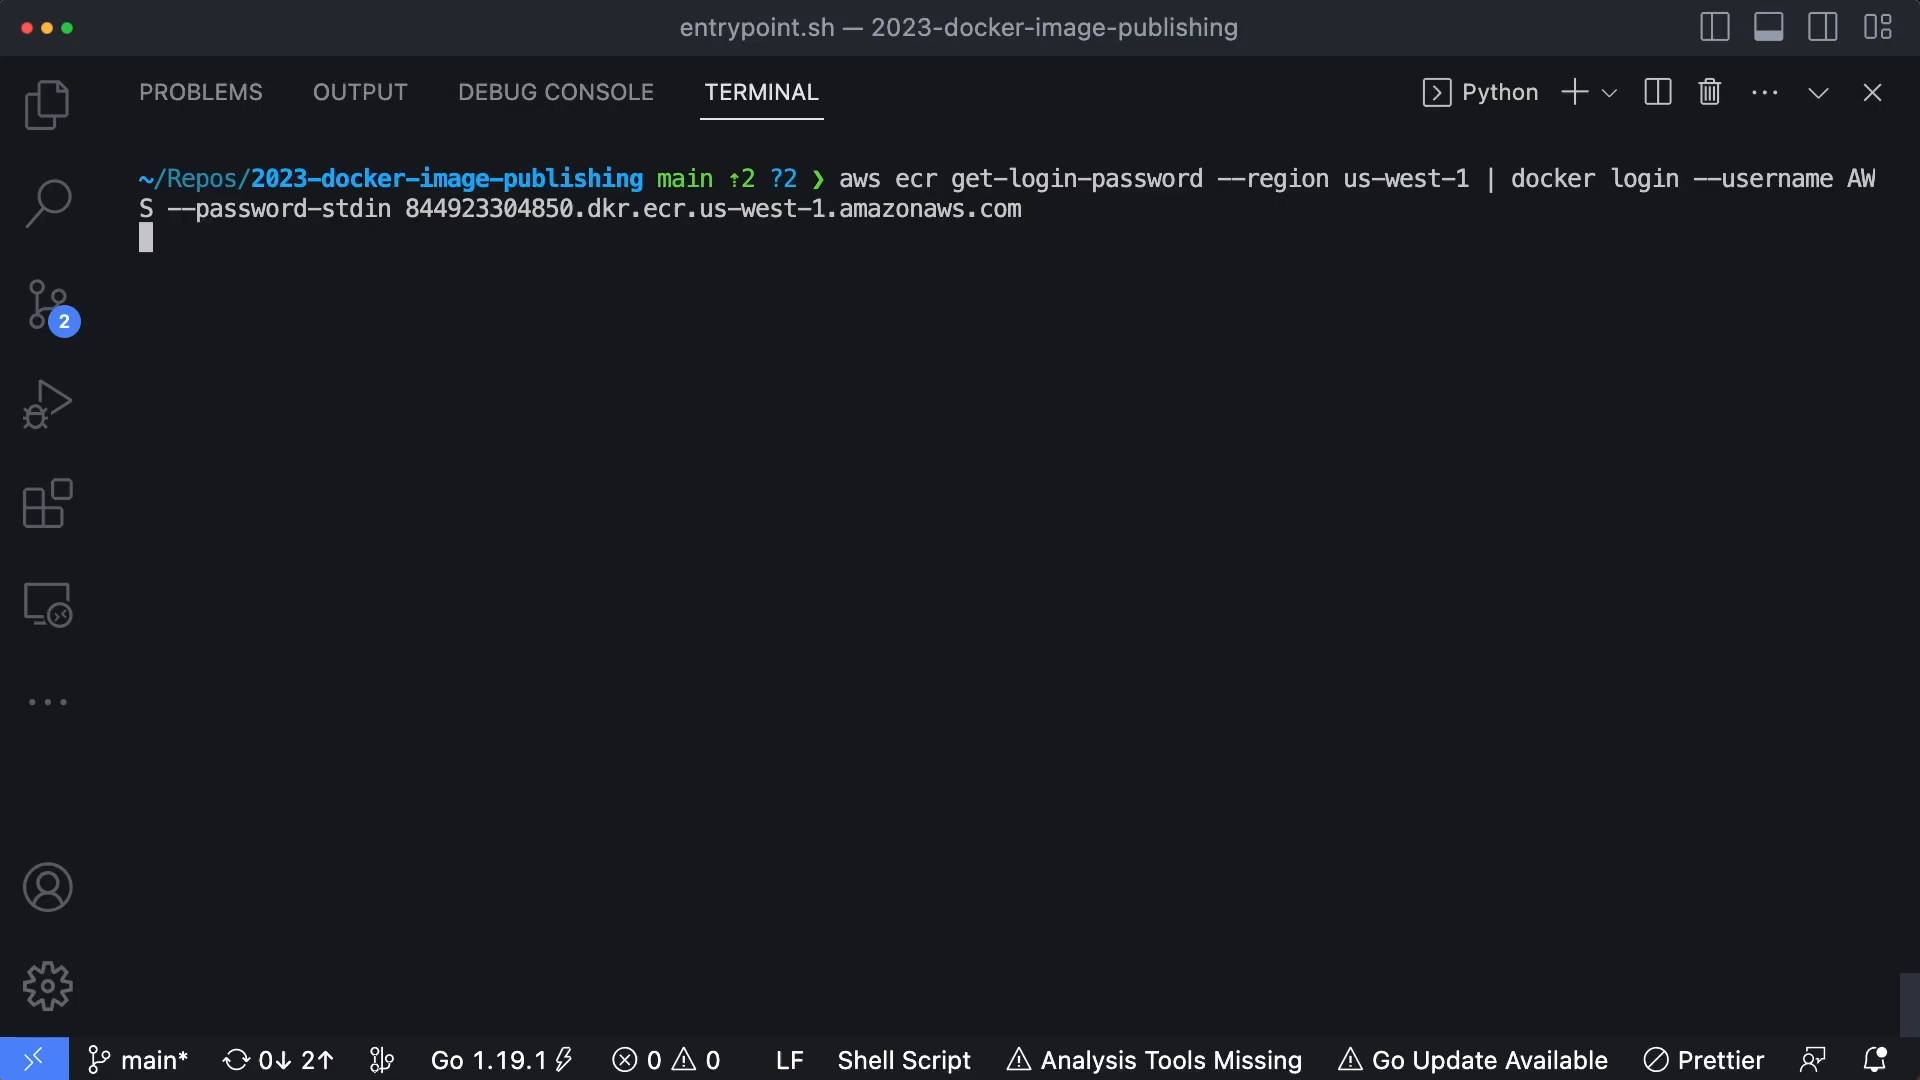 entrypoint.sh — 2023-docker-image-publishing
PROBLEMS OUTPUT DEBUG CONSOLE TERMINAL Python
~/Repos/2023-docker-image-publishing main ⇡2 ?2 ❯ aws ecr get-login-password --region us-west-1 | docker login --username AW
S --password-stdin 844923304850.dkr.ecr.us-west-1.amazonaws.com
2
main* 0↓ 2↑ Go 1.19.1 0 0 LF Shell Script Analysis Tools Missing Go Update Available Prettier